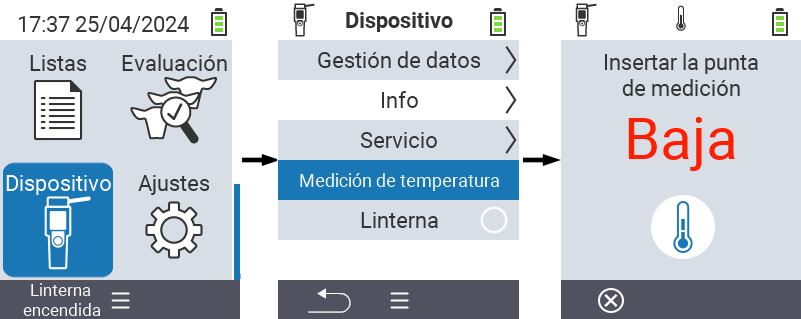 17:37 25/04/2024
Listas
Evaluación
Dispositivo
Ajustes
Linterna
encendida
Dispositivo
Gestión de datos
Info
Servicio
Medición de temperatura
Linterna
Insertar la punta
de medición
Baja